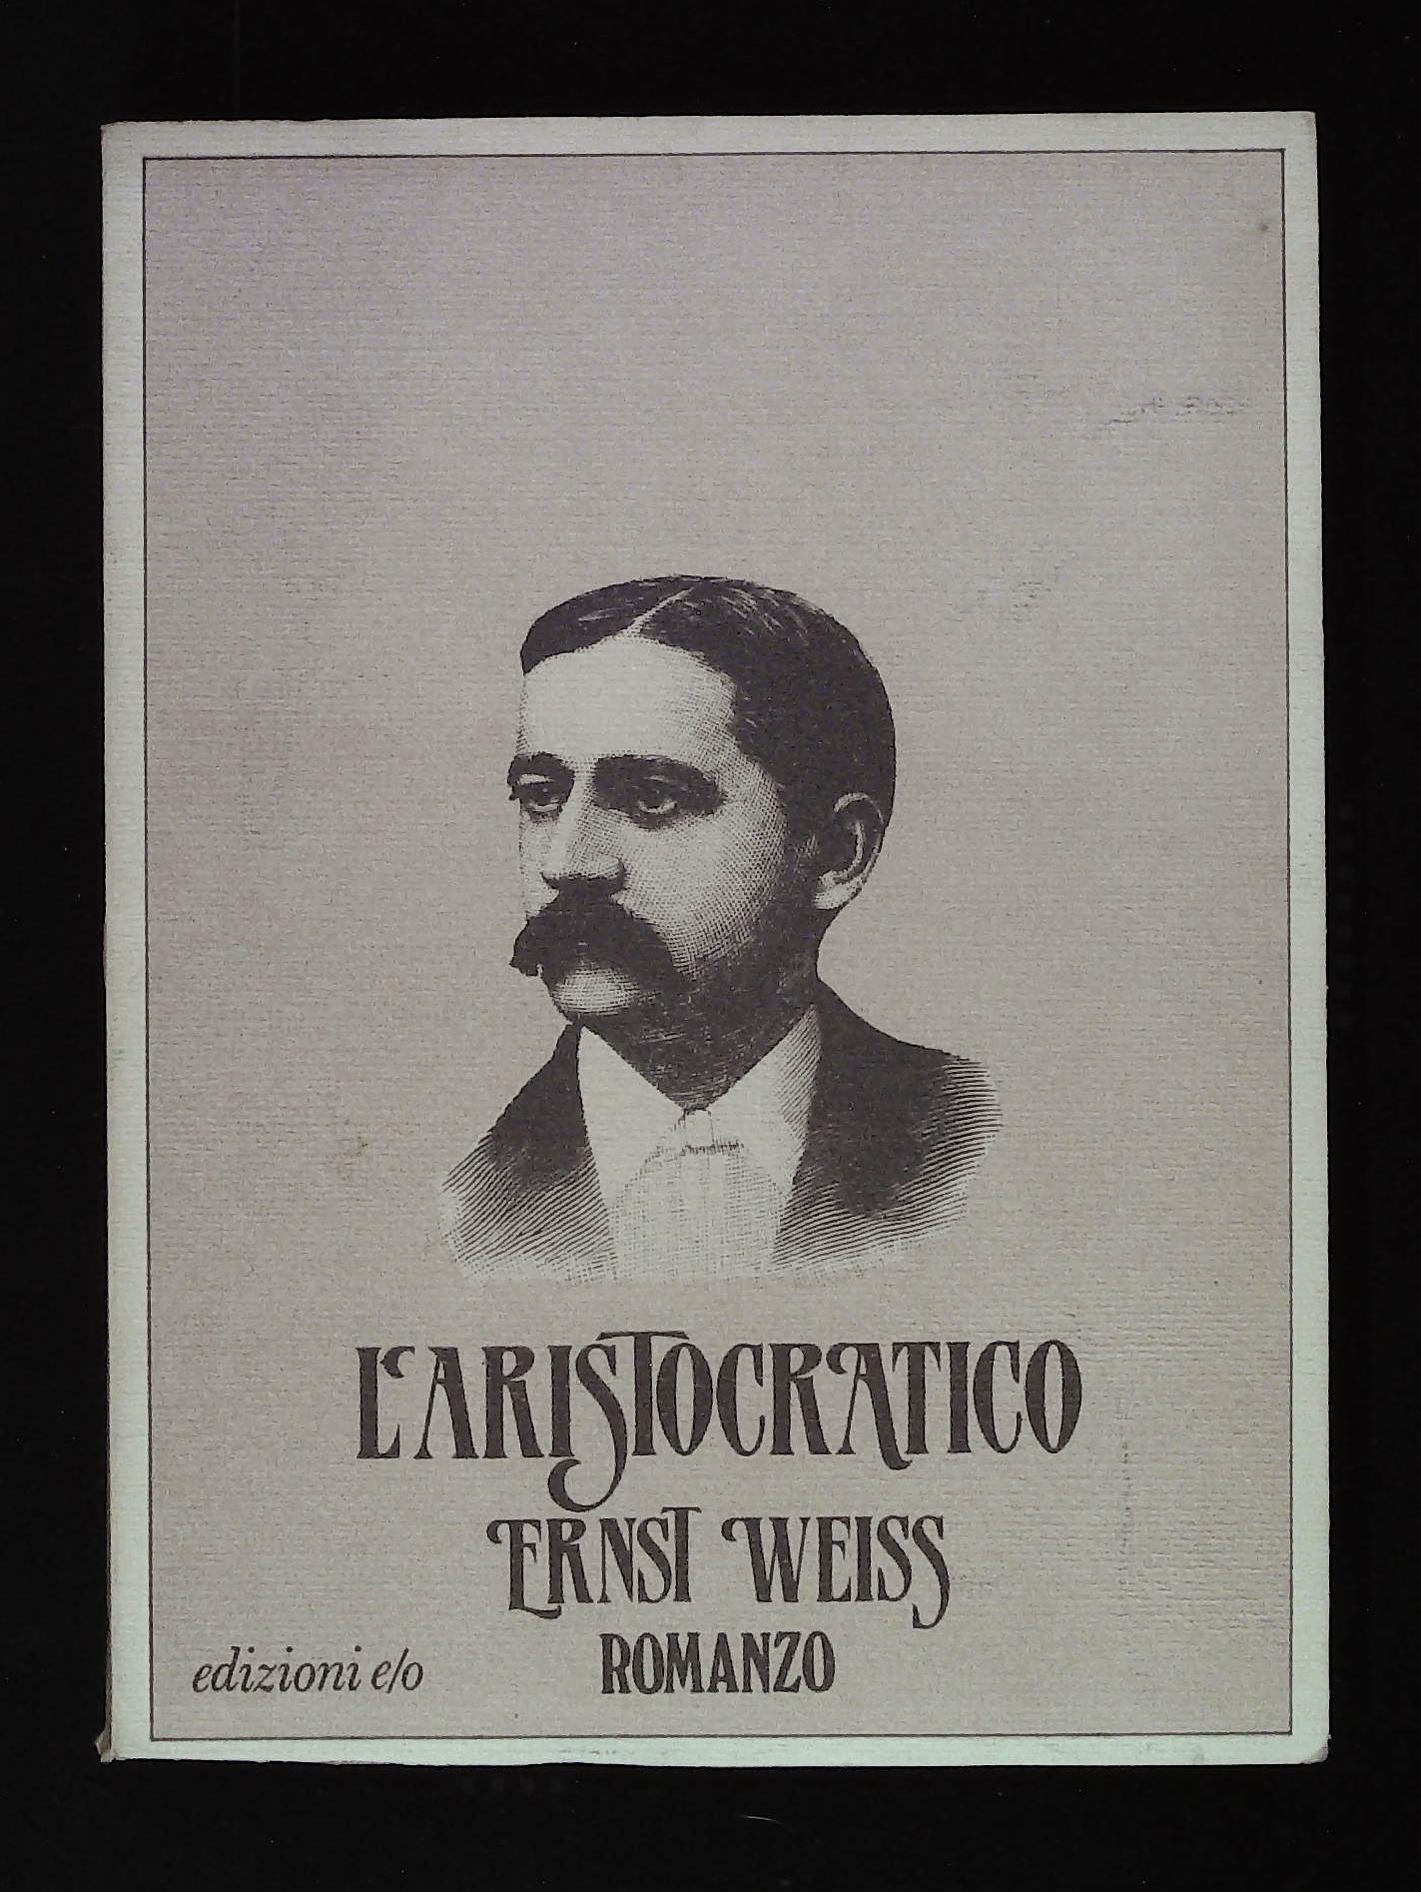 L'ARISTOCRATICO
ERNST WEISS
ROMANZO
edizioni e/o